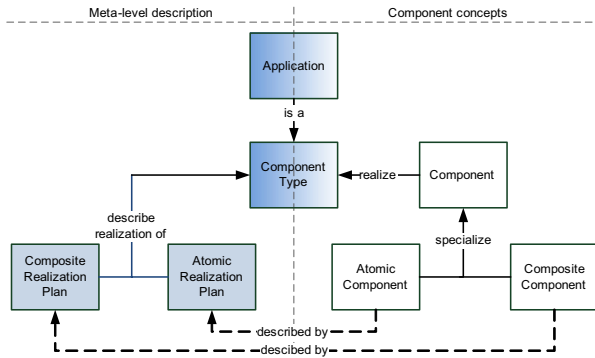 Meta-level description
Component concepts
Application
is a
Component
Type
realize
Component
describe
realization of
specialize
Composite
Realization
Plan
Atomic
Realization
Plan
Atomic
Component
Composite
Component
described by
decsibed by